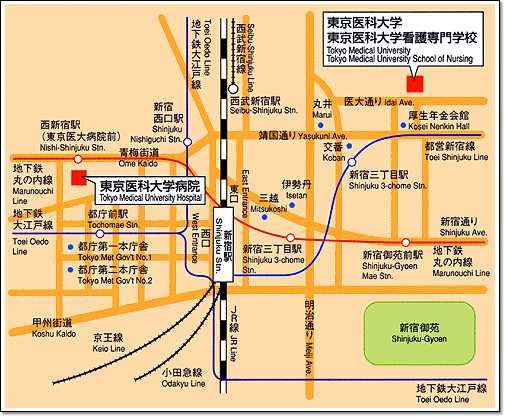 東京医科大学
東京医科大学看護専門学校
Tokyo Medical University
Tokyo Medical University School of Nursing
Toei Oedo Line
地下鉄大江戸線
Seibu-Shinjuku Line
西武新宿線
西武新宿駅
Seibu-Shinjuku Stn.
丸井
Marui
医大通り Idai Ave.
厚生年金会館
Kosei Nenkin Hall
新宿
西口駅
Shinjuku
Nishiguchi Stn.
靖国通り Yasukuni Ave.
交番
Koban
都営新宿線
Toei Shinjuku Line
西新宿駅
(東京医大病院前)
Nishi-Shinjuku Stn.
青梅街道
Ome Kaido
新宿三丁目駅
Shinjuku 3-chome Stn.
地下鉄
丸の内線
Marunouchi
Line
東京医科大学病院
Tokyo Medical University Hospital
East Entrance
東口
三越
Mitsukoshi
伊勢丹
Isetan
地下鉄
大江戸線
Toei Oedo
Line
都庁前駅
Tochomae Stn.
都庁第一本庁舎
Tokyo Met Gov't No.1
都庁第二本庁舎
Tokyo Met Gov't No.2
West Entrance
西口
新宿駅
Shinjuku Stn.
新宿三丁目駅
Shinjuku 3-chome
Stn.
新宿通り
Shinjuku Ave.
新宿御苑前駅
Shinjuku-Gyoen
Mae Stn.
地下鉄
丸の内線
Marunouchi Line
甲州街道
Koshu Kaido
京王線
Keio Line
小田急線
Odakyu Line
JR線 JR Line
明治通り Meiji Ave.
新宿御苑
Shinjuku-Gyoen
地下鉄大江戸線
Toei Oedo Line